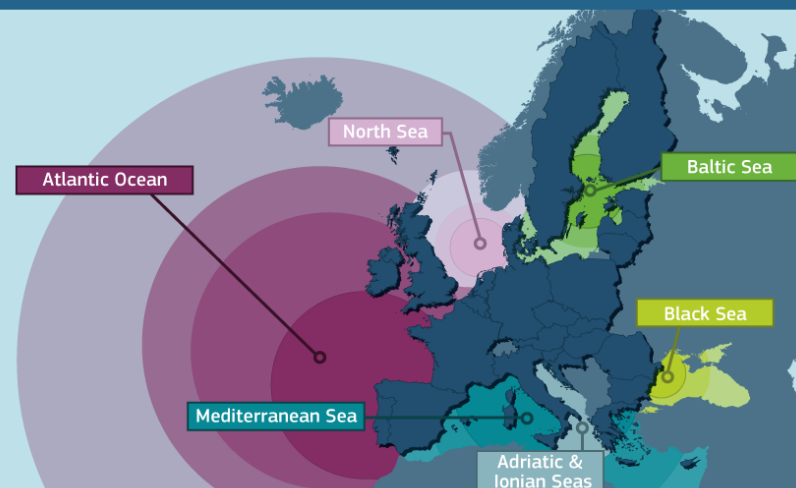 North Sea
Atlantic Ocean
Baltic Sea
Black Sea
Mediterranean Sea
Adriatic &
Ionian Seas